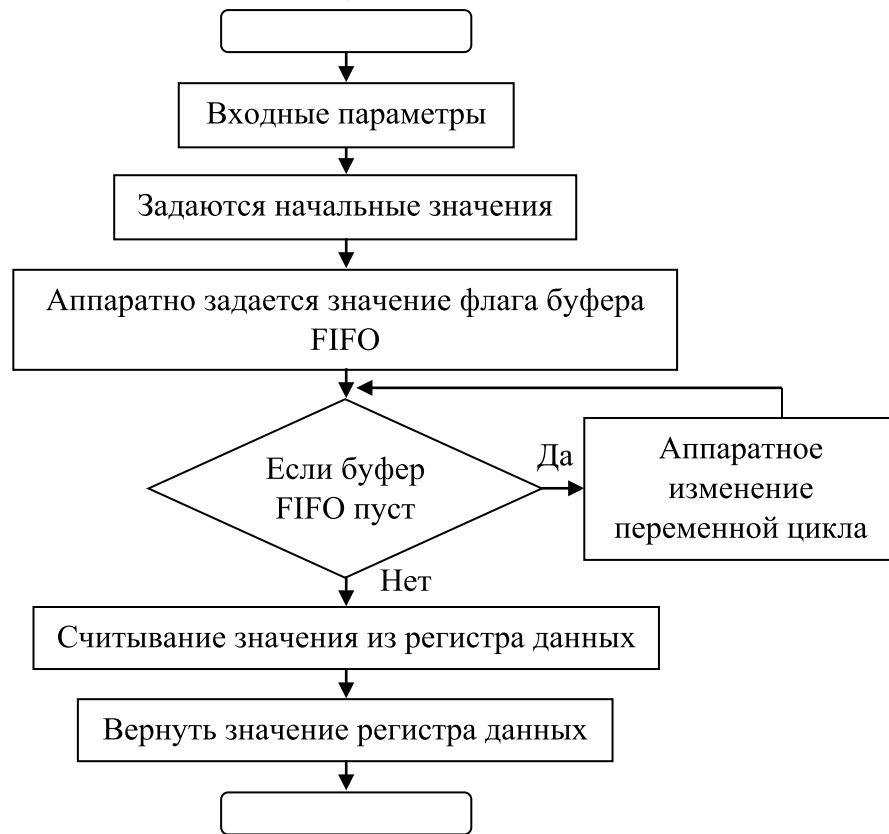 Входные параметры
Задаются начальные значения
Аппаратно задается значение флага буфера
FIFO
Если буфер
FIFO пуст
Да
Аппаратное
изменение
переменной цикла
Нет
Считывание значения из регистра данных
Вернуть значение регистра данных